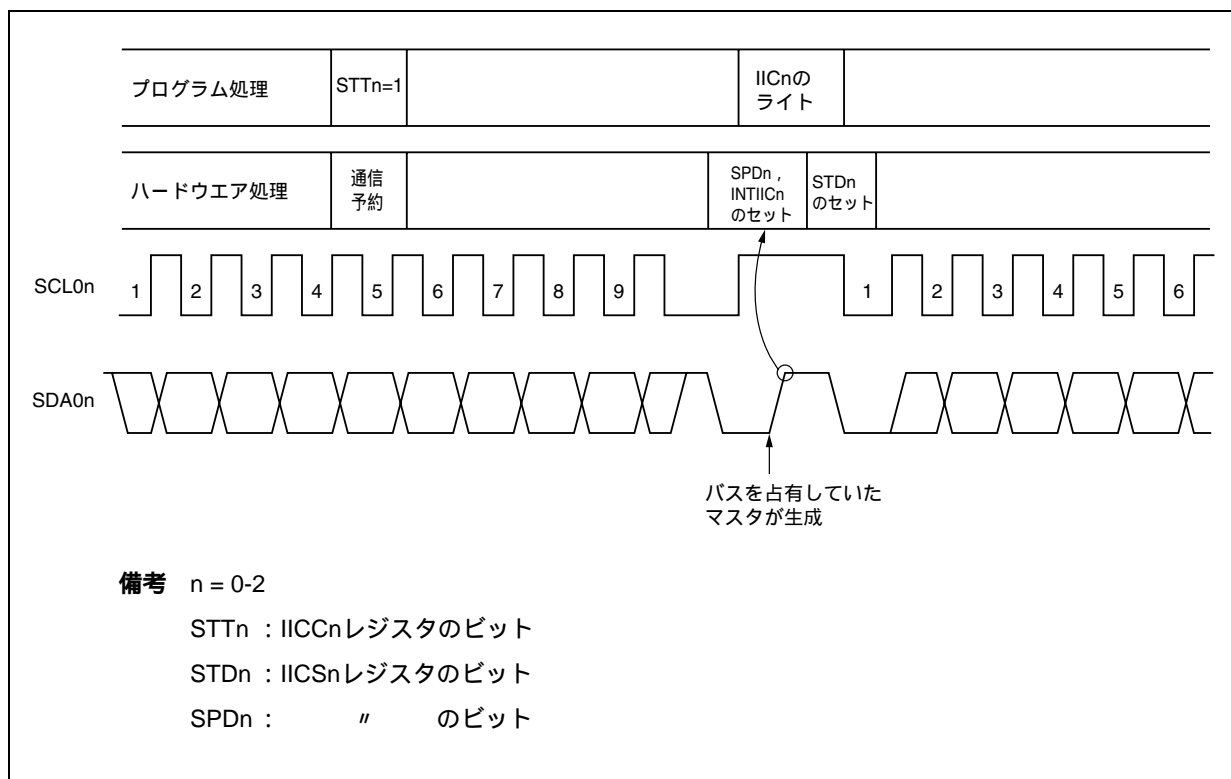 プログラム処理
STTn=1
IICnの
ライト
ハードウエア処理
通信
予約
SPDn ,
INTIICn
のセット
STDn
のセット
SCL0n
1 2 3 4 5 6 7 8 9 1 2 3 4 5 6
SDA0n
バスを占有していた
マスタが生成
備考 n = 0-2
STTn : IICCnレジスタのビット
STDn : IICSnレジスタのビット
SPDn : 〃 のビット